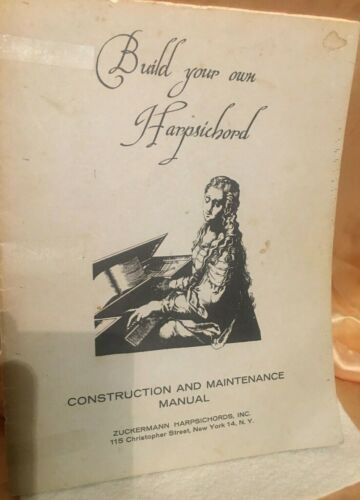 Build your own
Harpsichord
CONSTRUCTION AND MAINTENANCE
MANUAL
ZUCKERMANN HARPSICHORDS, INC.
115 Christopher Street, New York 14, N. Y.